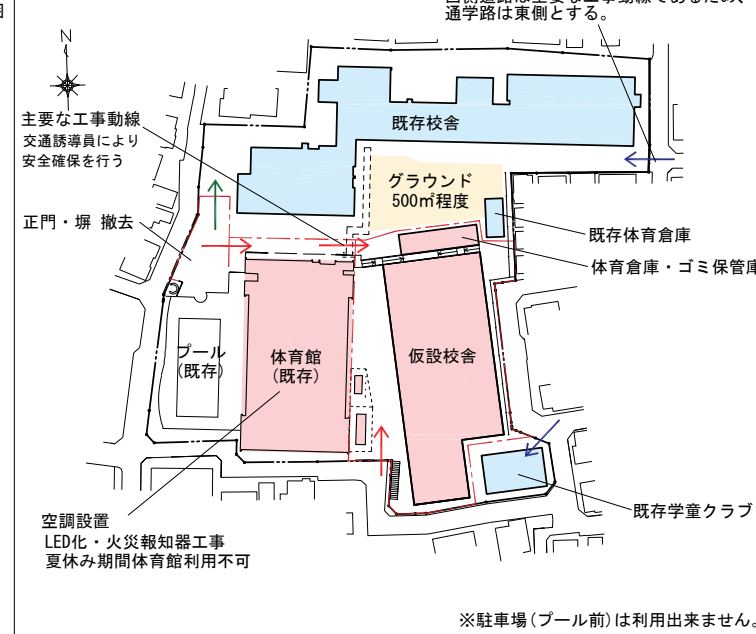 通学路は東側とする。
N
主要な工事動線
交通誘導員により
安全確保を行う
既存校舎
グラウンド
500㎡程度
正門・塀 撤去
既存体育倉庫
体育倉庫・ゴミ保管庫
プール
(既存)
体育館
(既存)
仮設校舎
空調設置
LED化・火災報知器工事
夏休み期間体育館利用不可
既存学童クラブ
※駐車場(プール前)は利用出来ません。